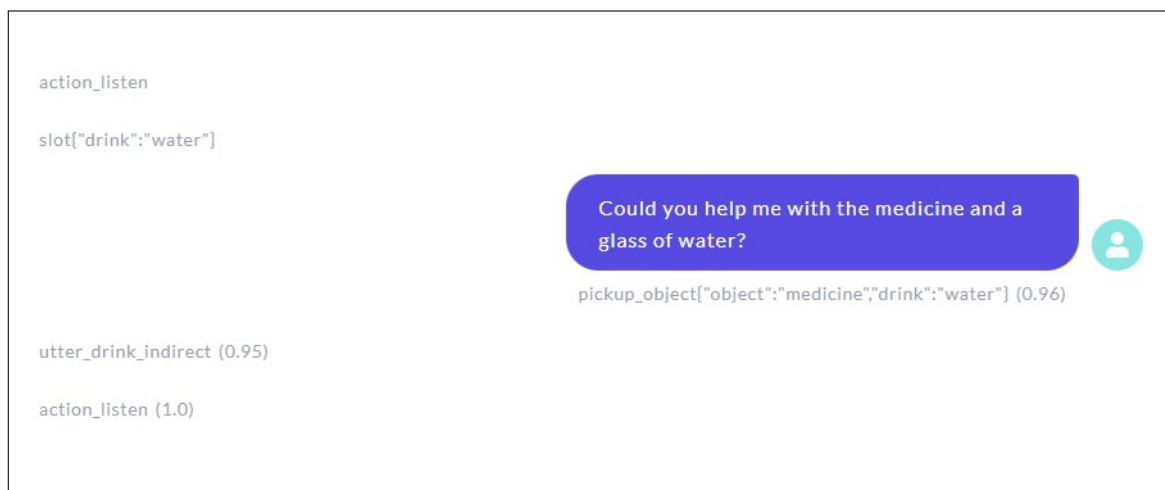 action_listen
slot{"drink":"water"}
Could you help me with the medicine and a
glass of water?
pickup_object{"object":"medicine","drink":"water"} (0.96)
utter_drink_indirect (0.95)
action_listen (1.0)